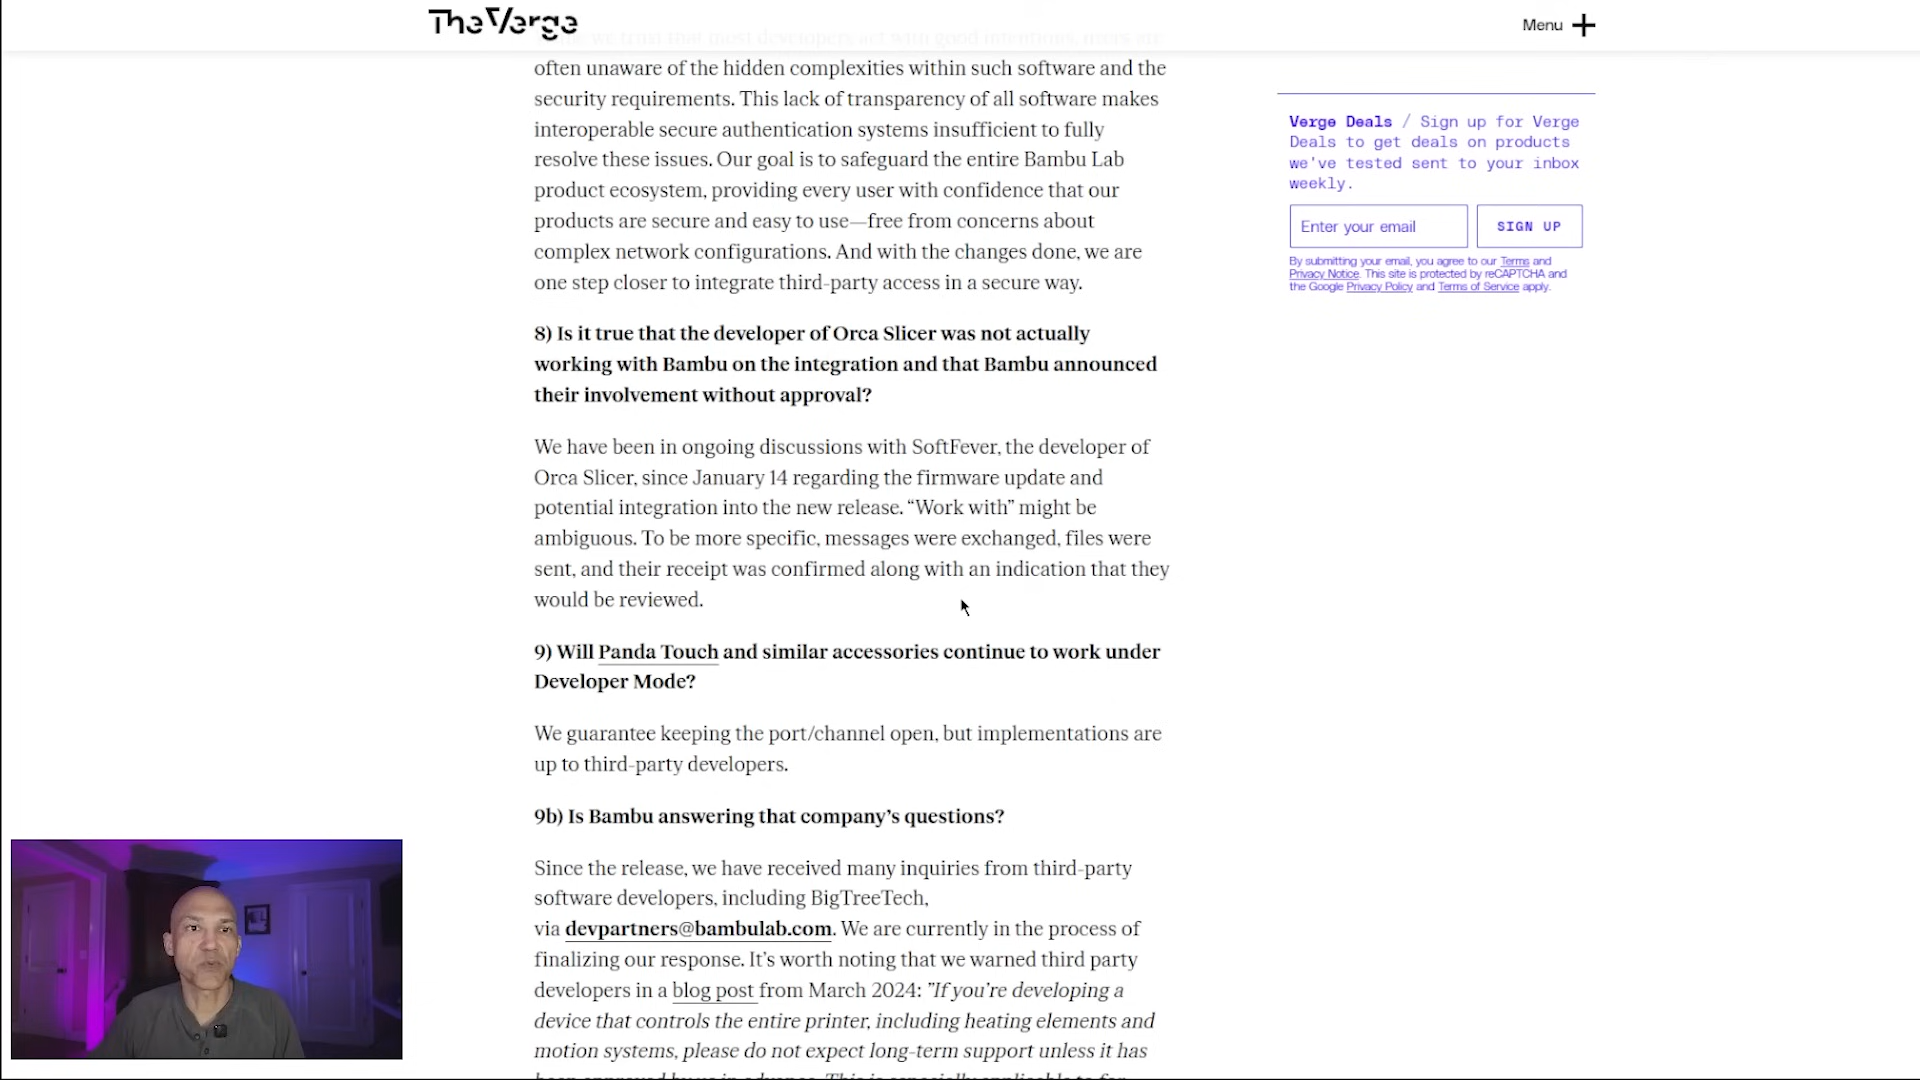 The Verge
Menu
often unaware of the hidden complexities within such software and the
security requirements. This lack of transparency of all software makes
interoperable secure authentication systems insufficient to fully
resolve these issues. Our goal is to safeguard the entire Bambu Lab
product ecosystem, providing every user with confidence that our
products are secure and easy to use—free from concerns about
complex network configurations. And with the changes done, we are
one step closer to integrate third-party access in a secure way.
8) Is it true that the developer of Orca Slicer was not actually
working with Bambu on the integration and that Bambu announced
their involvement without approval?
We have been in ongoing discussions with SoftFever, the developer of
Orca Slicer, since January 14 regarding the firmware update and
potential integration into the new release. “Work with” might be
ambiguous. To be more specific, messages were exchanged, files were
sent, and their receipt was confirmed along with an indication that they
would be reviewed.
9) Will Panda Touch and similar accessories continue to work under
Developer Mode?
We guarantee keeping the port/channel open, but implementations are
up to third-party developers.
9b) Is Bambu answering that company’s questions?
Since the release, we have received many inquiries from third-party
software developers, including BigTreeTech,
via devpartners@bambulab.com. We are currently in the process of
finalizing our response. It’s worth noting that we warned third party
developers in a blog post from March 2024: ”If you’re developing a
device that controls the entire printer, including heating elements and
motion systems, please do not expect long-term support unless it has
Verge Deals / Sign up for Verge
Deals to get deals on products
we've tested sent to your inbox
weekly.
Enter your email
SIGN UP
By submitting your email, you agree to our Terms and
Privacy Notice. This site is protected by reCAPTCHA and
the Google Privacy Policy and Terms of Service apply.